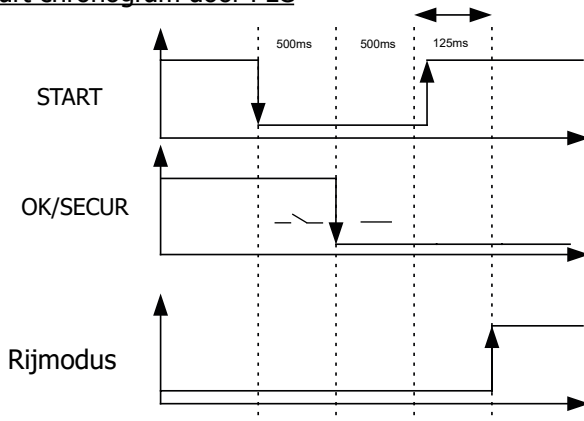 art chronogram door PLC
500ms 500ms 125ms
START
OK/SECUR
Rijmodus